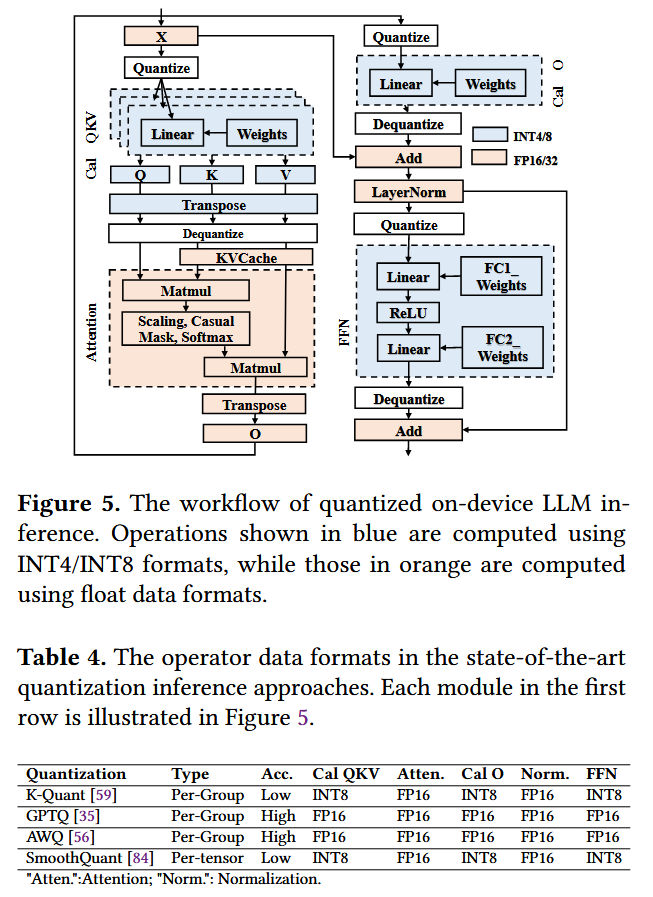 X
Quantize
Cal QKV
Linear
Weights
Q
K
V
Transpose
Dequantize
KVCache
Attention
Matmul
Scaling, Casual
Mask, Softmax
Matmul
Transpose
O
Quantize
Cal O
Linear
Weights
Dequantize
INT4/8
Add
FP16/32
LayerNorm
Quantize
FFN
Linear
FC1_
Weights
ReLU
Linear
FC2_
Weights
Dequantize
Add
Figure 5. The workflow of quantized on-device LLM in-
ference. Operations shown in blue are computed using
INT4/INT8 formats, while those in orange are computed
using float data formats.
Table 4. The operator data formats in the state-of-the-art
quantization inference approaches. Each module in the first
row is illustrated in Figure 5.
Quantization Type Acc. Cal QKV Atten. Cal O Norm. FFN
K-Quant [59] Per-Group Low INT8 FP16 INT8 FP16 INT8
GPTQ [35] Per-Group High FP16 FP16 FP16 FP16 FP16
AWQ [56] Per-Group High FP16 FP16 FP16 FP16 FP16
SmoothQuant [84] Per-tensor Low INT8 FP16 INT8 FP16 INT8
"Atten.":Attention; "Norm.": Normalization.